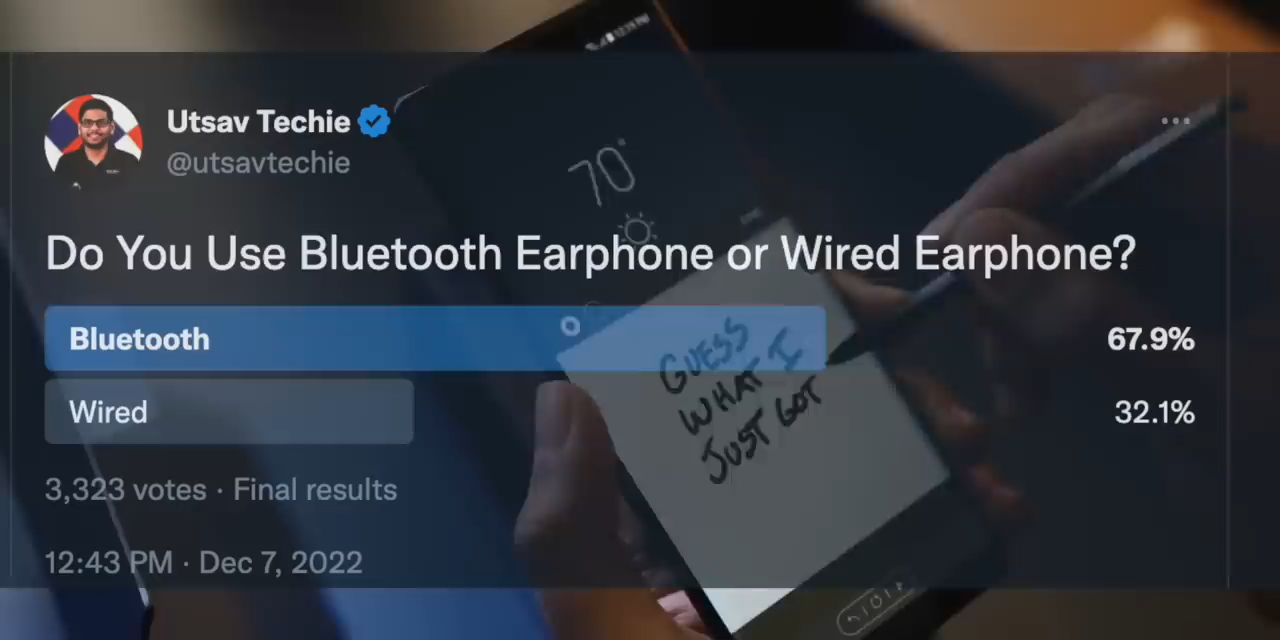 Utsav Techie
@utsavtechie
Do You Use Bluetooth Earphone or Wired Earphone?
Bluetooth 67.9%
Wired 32.1%
3,323 votes · Final results
12:43 PM · Dec 7, 2022
70°
GUESS
WHAT I
JUST GOT